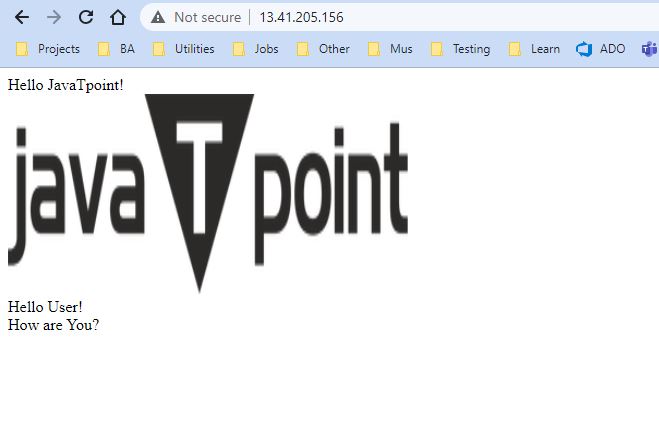 Not secure | 13.41.205.156
Projects BA Utilities Jobs Other Mus Testing Learn ADO
Hello JavaTpoint!
java T point
Hello User!
How are You?